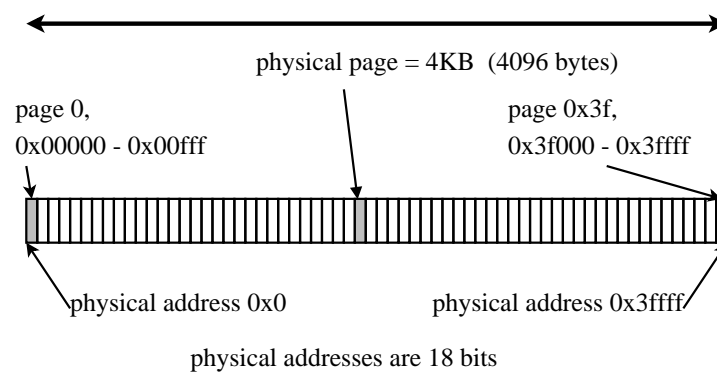 physical page = 4KB  (4096 bytes)
page 0,
0x00000 - 0x00fff
page 0x3f,
0x3f000 - 0x3ffff
physical address 0x0
physical address 0x3ffff
physical addresses are 18 bits